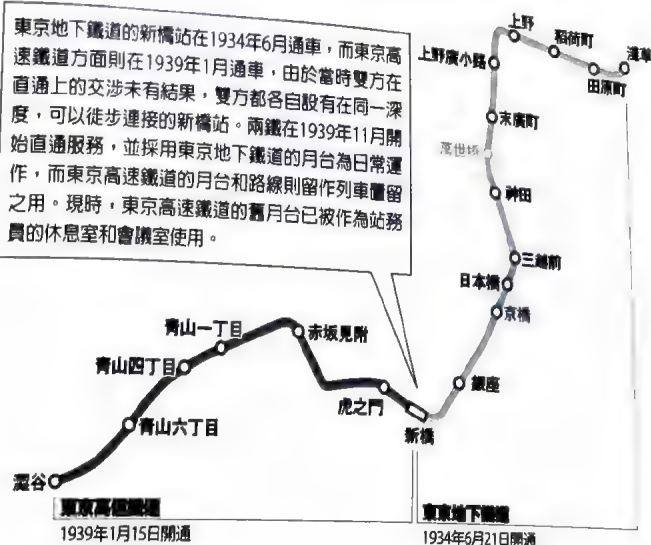 東京地下鐵道的新橋站在1934年6月通車，而東京高
速鐵道方面則在1939年1月通車，由於當時雙方在
直通上的交涉未有結果，雙方都各自設有在同一深
度，可以徒步連接的新橋站。兩鐵在1939年11月開
始直通服務，並採用東京地下鐵道的月台為日常運
作，而東京高速鐵道的月台和路線則留作列車留置
之用。現時，東京高速鐵道的舊月台已被作為站務
員的休息室和會議室使用。
上野
稻荷町
淺草
上野廣小路
田原町
末廣町
萬世橋
神田
三越前
日本橋
京橋
青山一丁目
赤坂見附
青山四丁目
銀座
虎之門
青山六丁目
新橋
澀谷
東京高速鐵道
東京地下鐵道
1939年1月15日開通
1934年6月21日開通